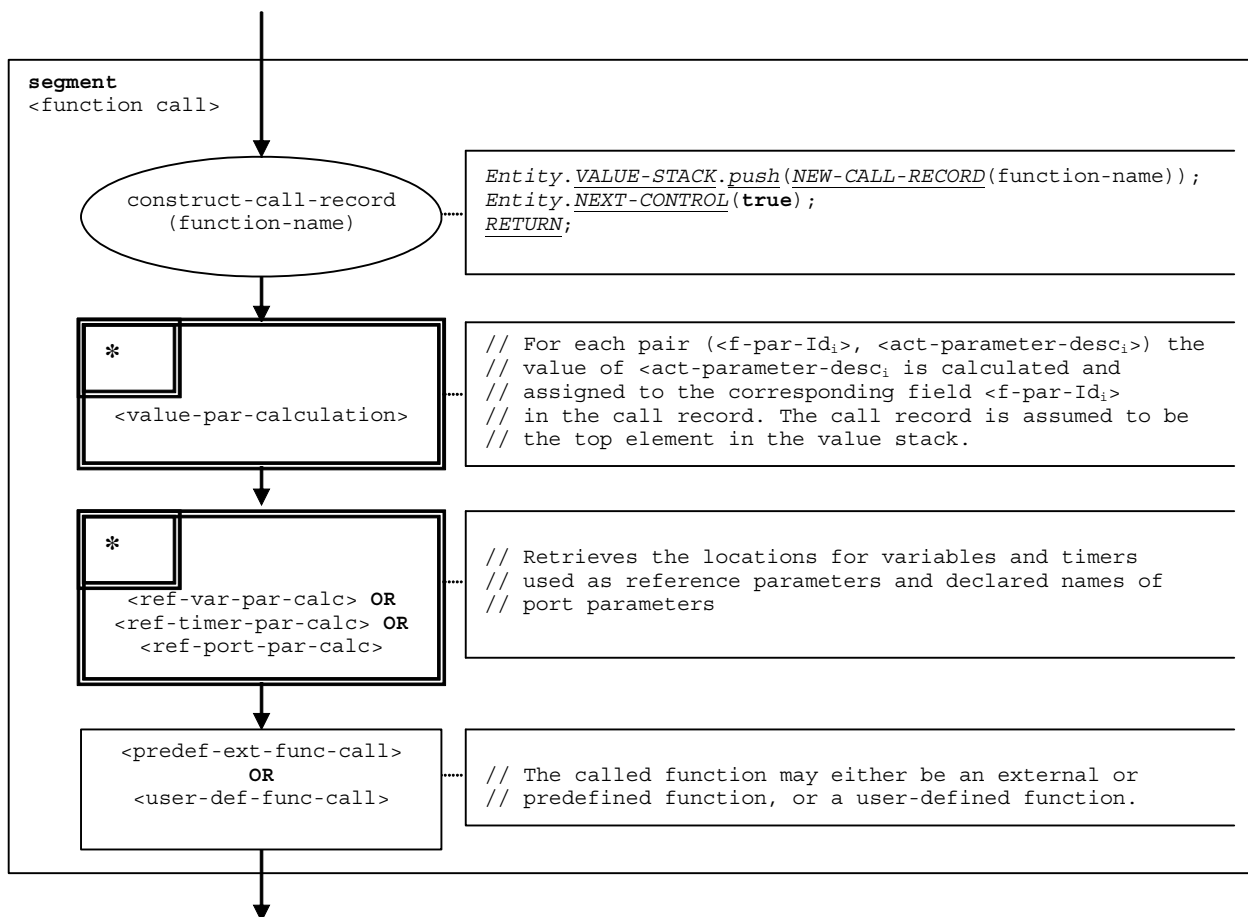 segment
<function call>
construct-call-record
(function-name)
Entity.VALUE-STACK.push(NEW-CALL-RECORD(function-name));
Entity.NEXT-CONTROL(true);
RETURN;
*
<value-par-calculation>
// For each pair (<f-par-Idi>, <act-parameter-desci>) the
// value of <act-parameter-desci is calculated and
// assigned to the corresponding field <f-par-Idi>
// in the call record. The call record is assumed to be
// the top element in the value stack.
*
<ref-var-par-calc> OR
<ref-timer-par-calc> OR
<ref-port-par-calc>
// Retrieves the locations for variables and timers
// used as reference parameters and declared names of
// port parameters
<predef-ext-func-call>
OR
<user-def-func-call>
// The called function may either be an external or
// predefined function, or a user-defined function.